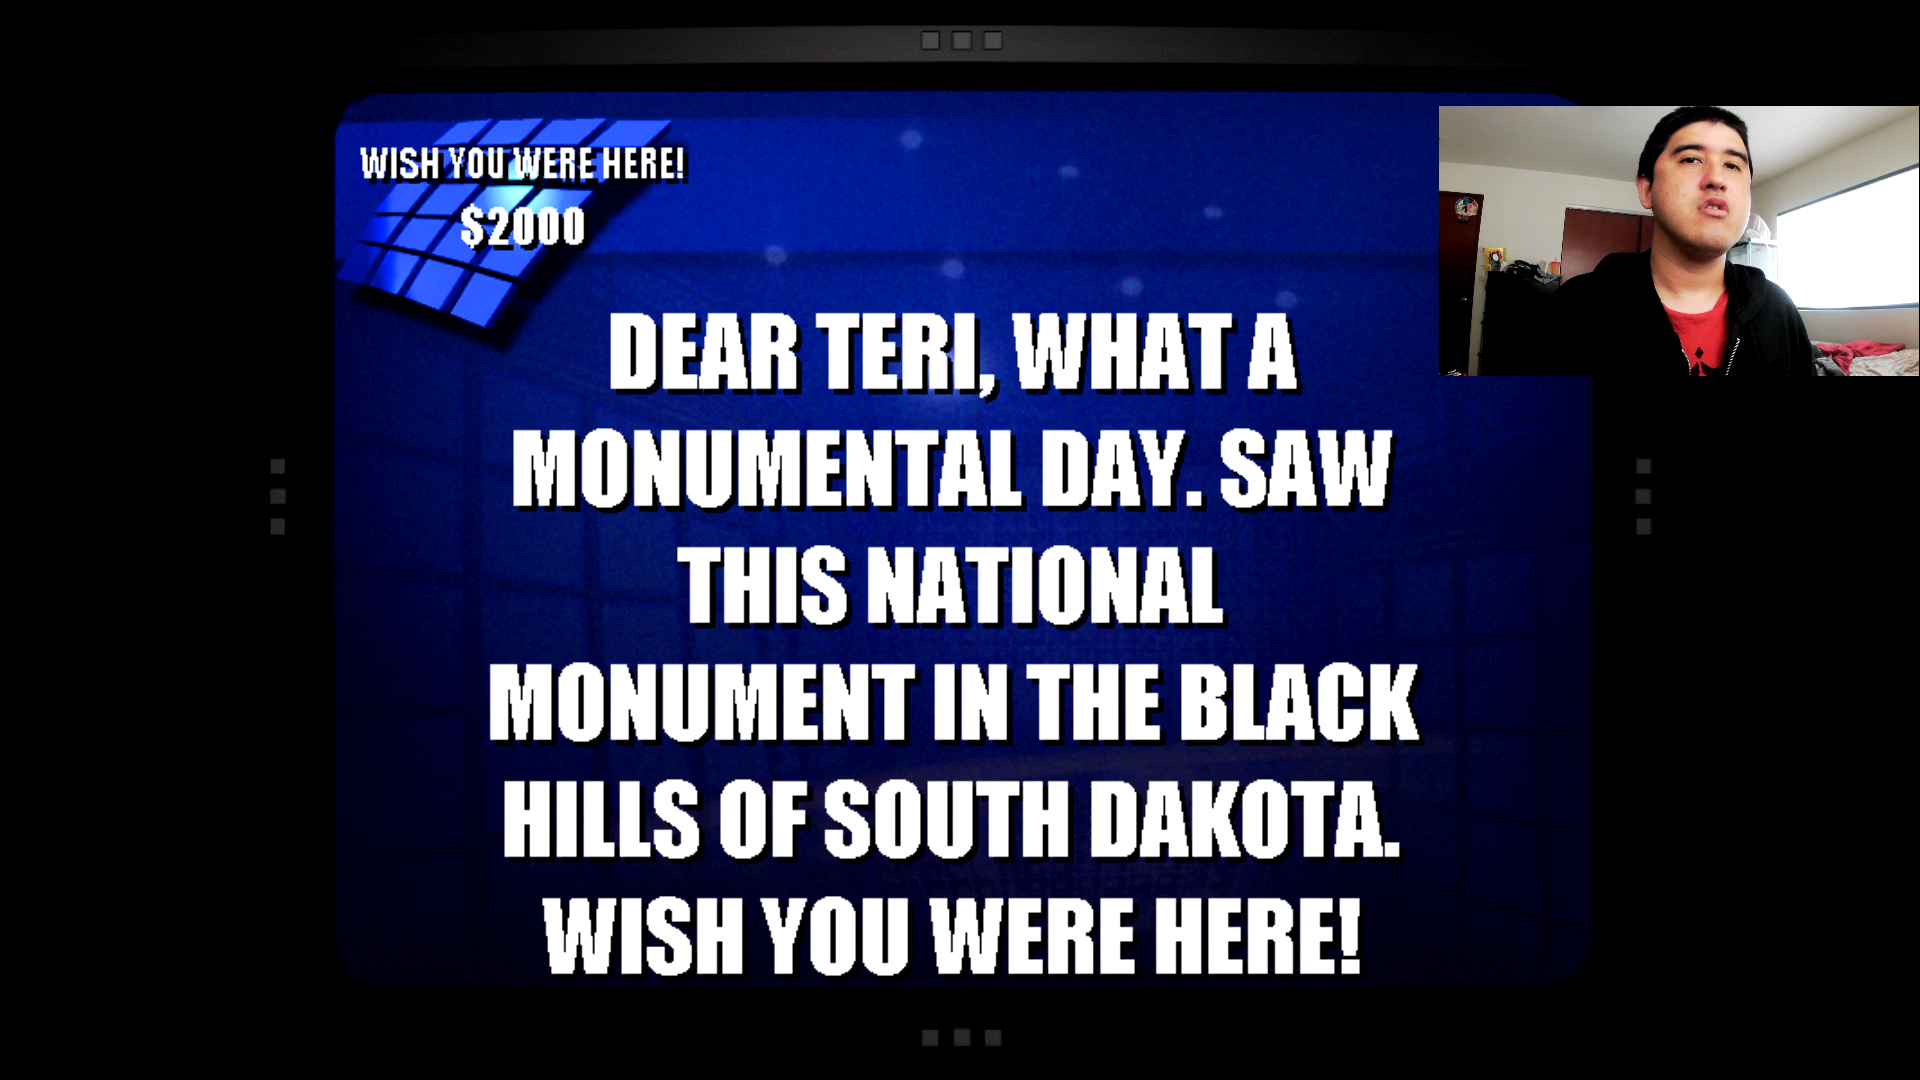 WISH YOU WERE HERE!
$2000
DEAR TERI, WHAT A
MONUMENTAL DAY. SAW
THIS NATIONAL
MONUMENT IN THE BLACK
HILLS OF SOUTH DAKOTA.
WISH YOU WERE HERE!